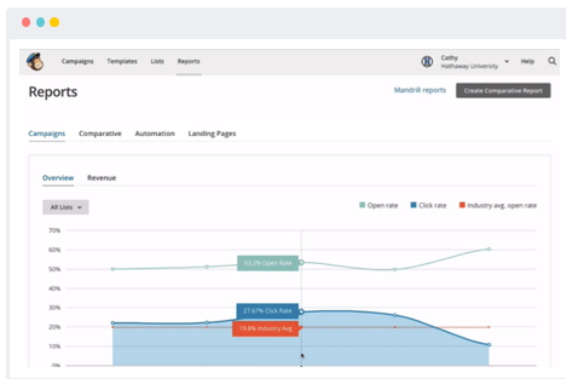 Campaigns Templates Lists Reports
Cathy
Hathaway University
Help
Reports
Mandrill reports
Create Comparative Report
Campaigns Comparative Automation Landing Pages
Overview Revenue
All Lists
Open rate Click rate Industry avg. open rate
70%
60%
53.2% Open Rate
50%
40%
30%
27.67% Click Rate
20%
19.8% Industry Avg
10%
0%